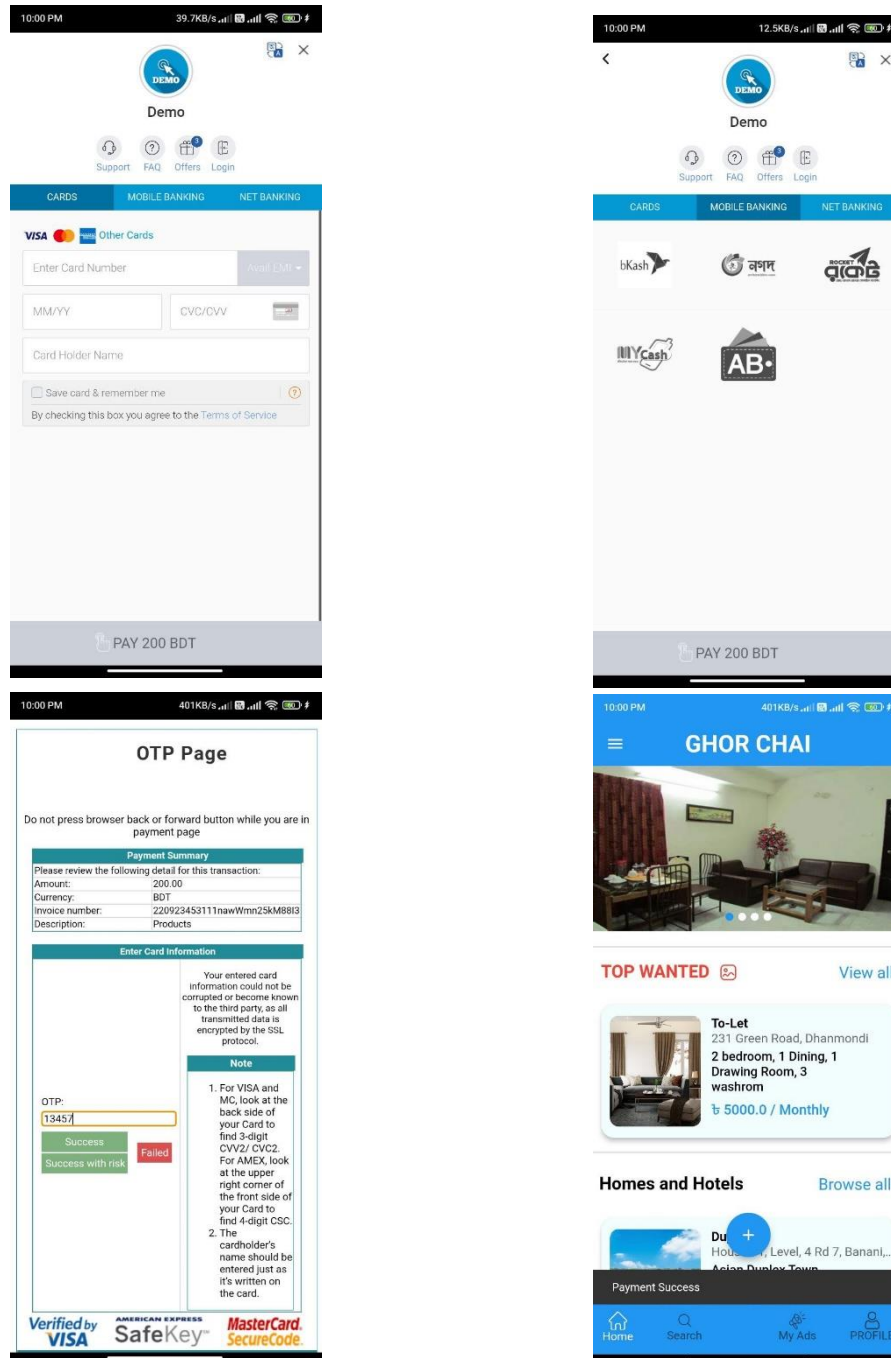 10:00 PM 39.7KB/s
DEMO
Demo
3
Support FAQ Offers Login
CARDS MOBILE BANKING NET BANKING
VISA Other Cards
Enter Card Number Avail EMI
MM/YY CVC/CVV
Card Holder Name
Save card & remember me ?
By checking this box you agree to the Terms of Service
PAY 200 BDT
10:00 PM 12.5KB/s
DEMO
Demo
3
Support FAQ Offers Login
CARDS MOBILE BANKING NET BANKING
bKash নগদ ROCKET রকেট
MYCash AB
PAY 200 BDT
10:00 PM 401KB/s
OTP Page
Do not press browser back or forward button while you are in
payment page
Payment Summary
Please review the following detail for this transaction:
Amount: 200.00
Currency: BDT
Invoice number: 220923453111nawWmn25kM88I3
Description: Products
Enter Card Information
Your entered card
information could not be
corrupted or become known
to the third party, as all
transmitted data is
encrypted by the SSL
protocol.
Note
OTP:
13457
Success
Success with risk
Failed
1. For VISA and
MC, look at the
back side of
your Card to
find 3-digit
CVV2/ CVC2.
For AMEX, look
at the upper
right corner of
the front side of
your Card to
find 4-digit CSC.
2. The
cardholder's
name should be
entered just as
it's written on
the card.
Verified by
VISA
AMERICAN EXPRESS
SafeKey
MasterCard.
SecureCode.
10:00 PM 401KB/s
GHOR CHAI
TOP WANTED View all
To-Let
231 Green Road, Dhanmondi
2 bedroom, 1 Dining, 1
Drawing Room, 3
washrom
৳ 5000.0 / Monthly
Homes and Hotels Browse all
Du
Level, 4 Rd 7, Banani,...
Asian Duplex Town
Payment Success
Home Search My Ads PROFILE